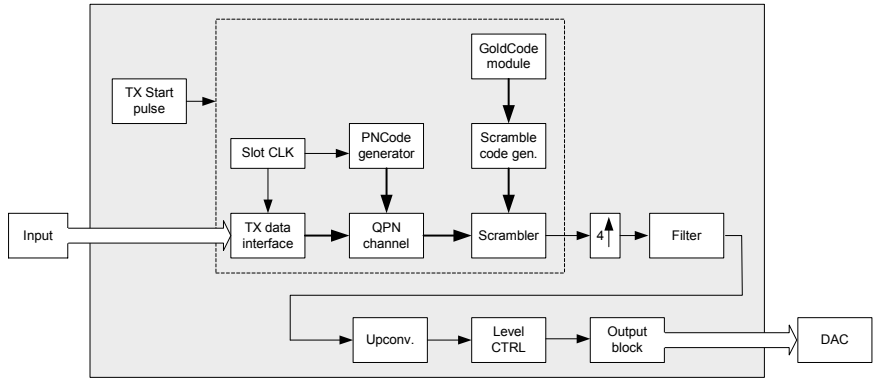 GoldCode
module
TX Start
pulse
Slot CLK
PNCode
generator
Scramble
code gen.
Input
TX data
interface
QPN
channel
Scrambler
4
Filter
Upconv.
Level
CTRL
Output
block
DAC